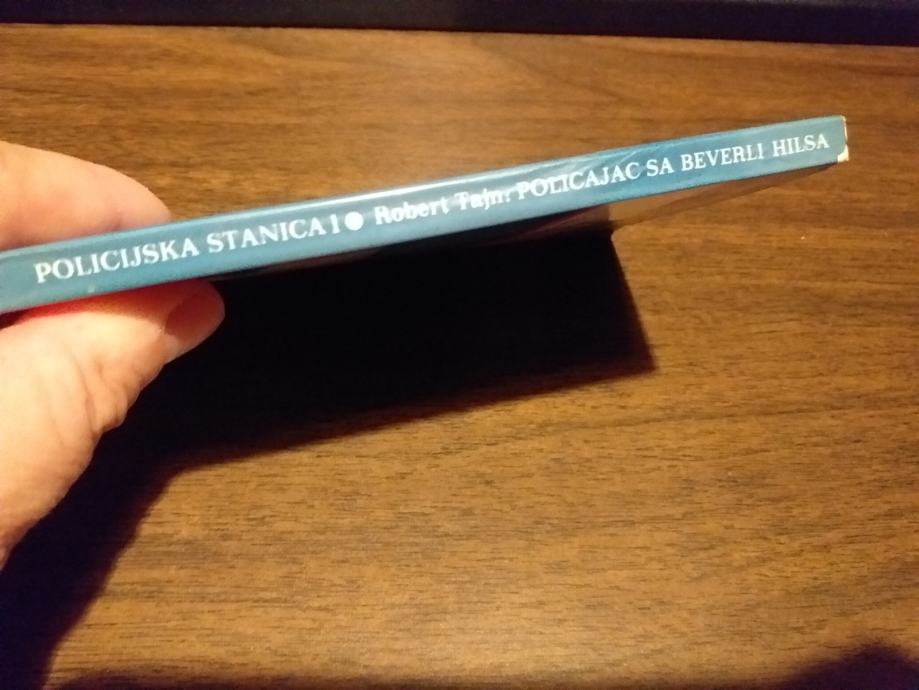 POLICIJSKA STANICA 1 ● Robert Tajn: POLICAJAC SA BEVERLI HILSA